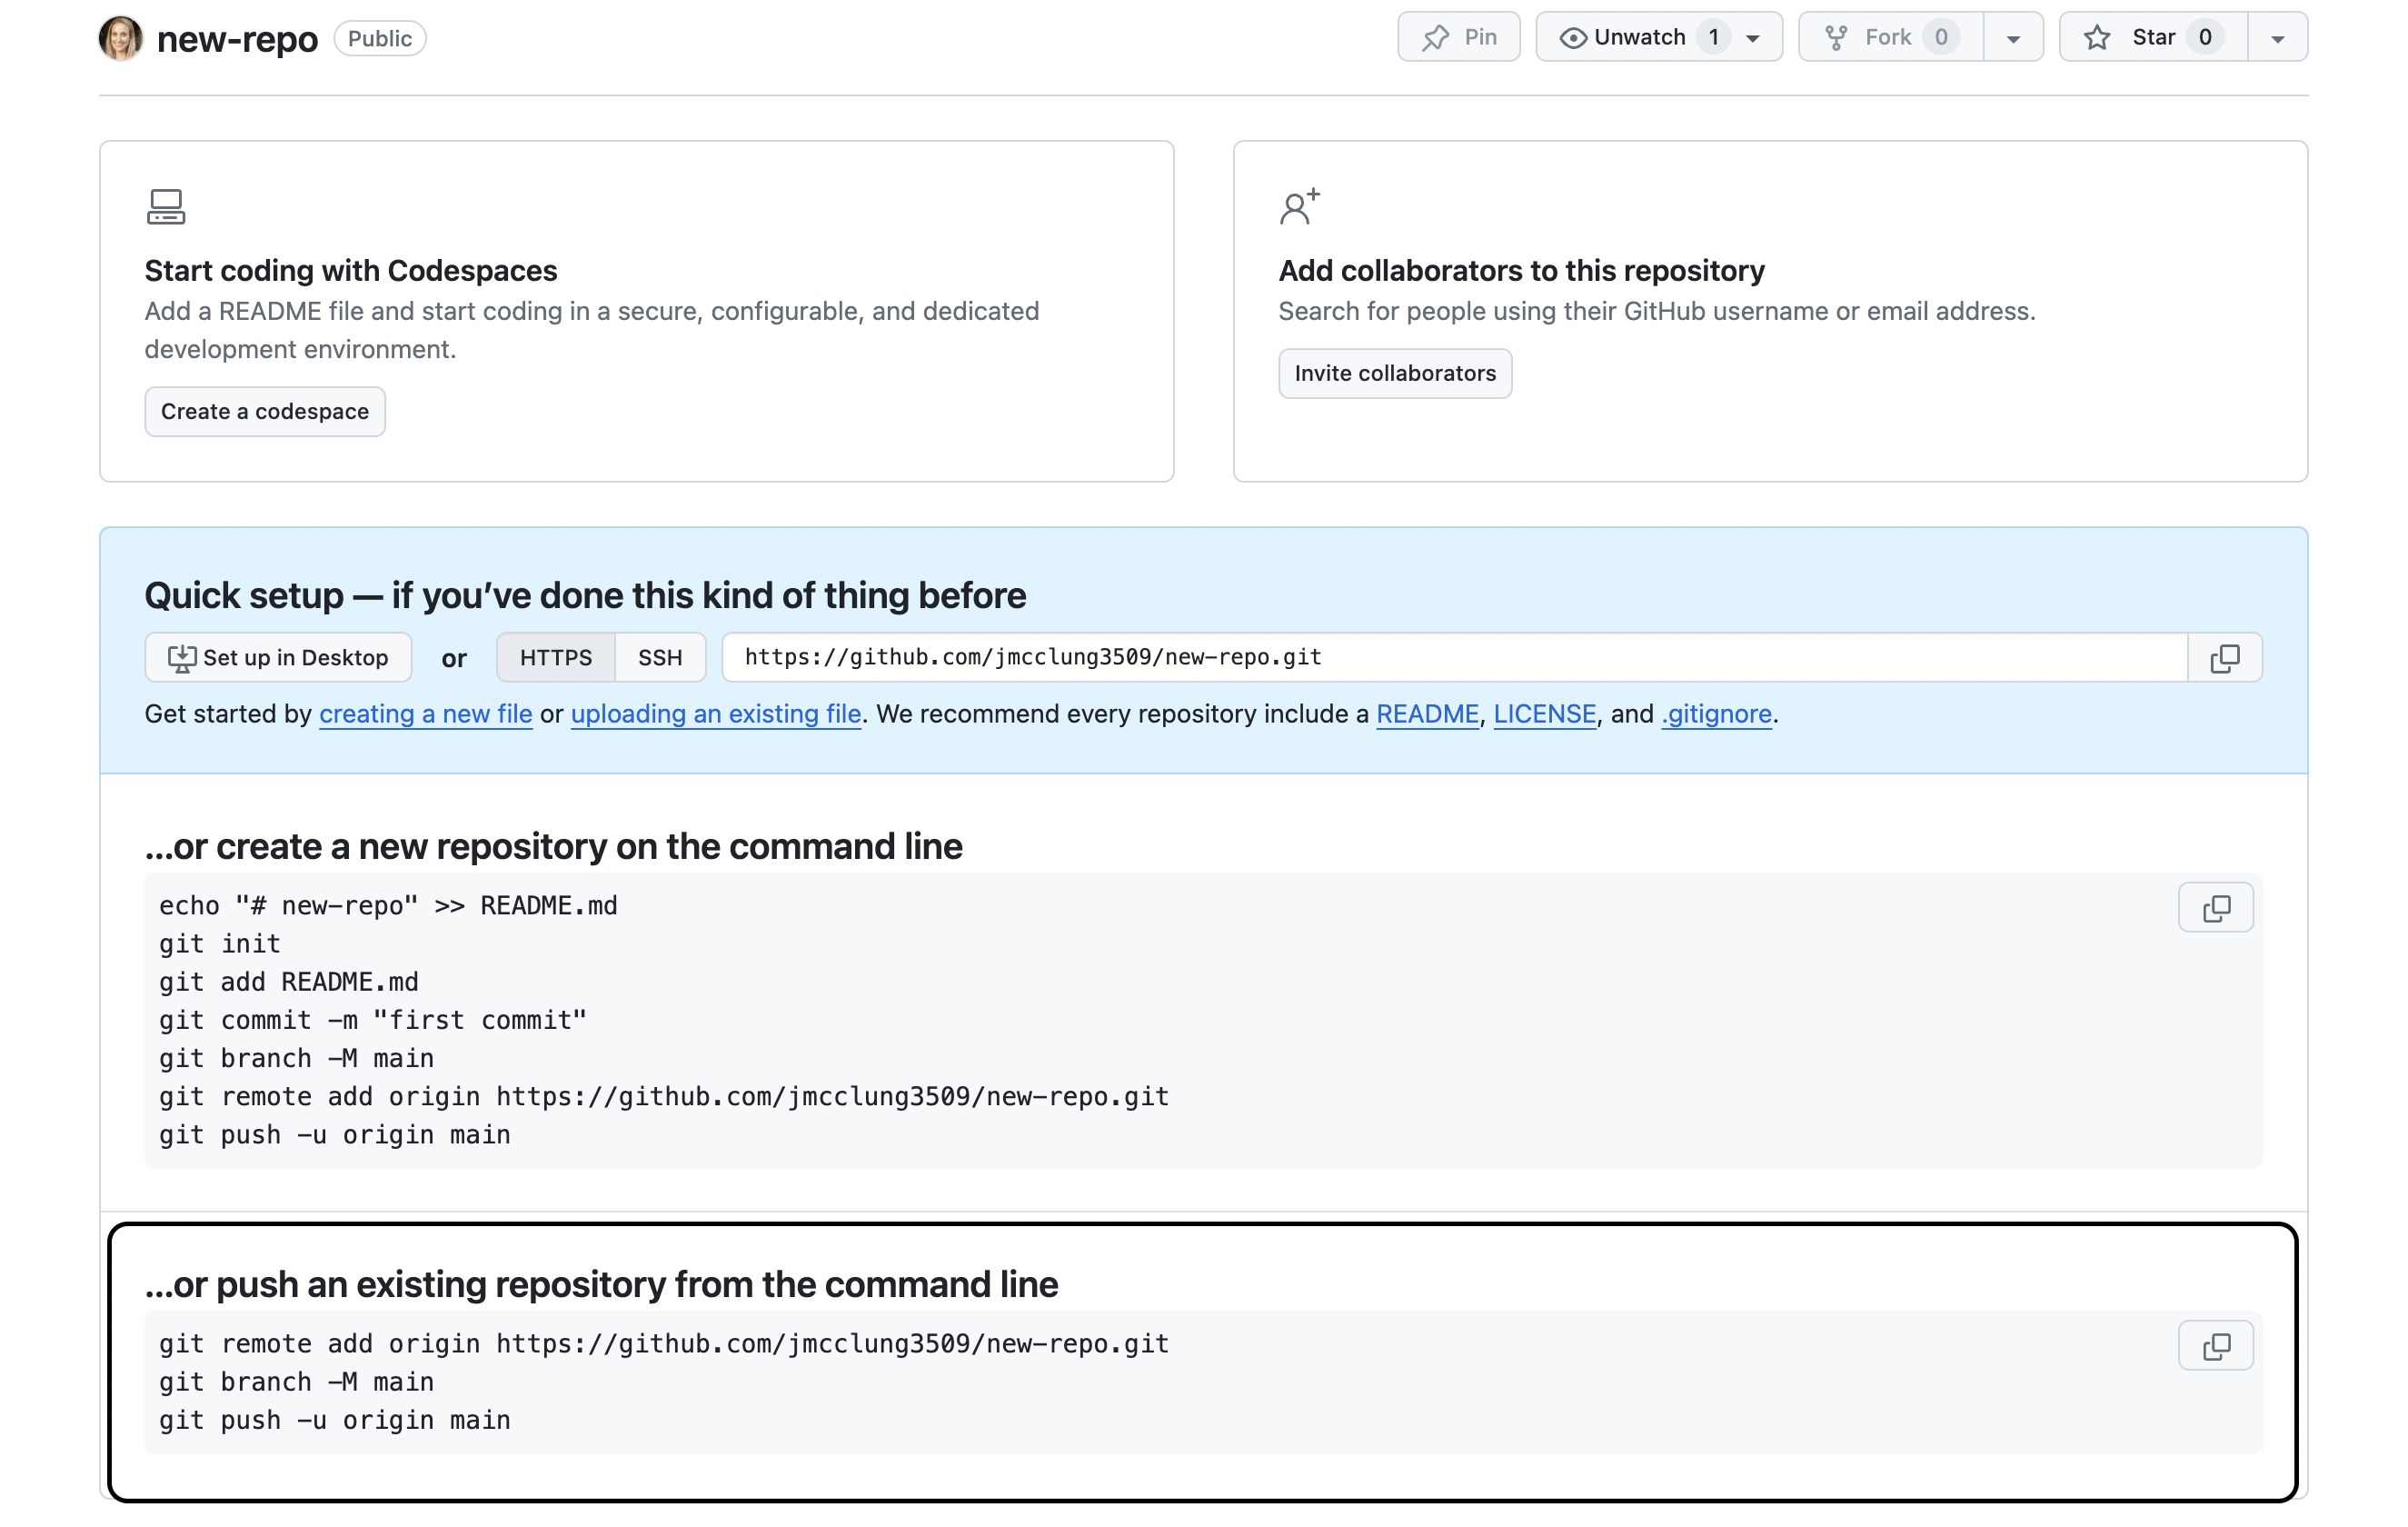 new-repo Public Pin Unwatch 1 Fork 0 Star 0
Start coding with Codespaces
Add a README file and start coding in a secure, configurable, and dedicated
development environment.
Create a codespace
Add collaborators to this repository
Search for people using their GitHub username or email address.
Invite collaborators
Quick setup — if you’ve done this kind of thing before
Set up in Desktop or HTTPS SSH https://github.com/jmcclung3509/new-repo.git
Get started by creating a new file or uploading an existing file. We recommend every repository include a README, LICENSE, and .gitignore.
…or create a new repository on the command line
echo "# new-repo" >> README.md
git init
git add README.md
git commit -m "first commit"
git branch -M main
git remote add origin https://github.com/jmcclung3509/new-repo.git
git push -u origin main
…or push an existing repository from the command line
git remote add origin https://github.com/jmcclung3509/new-repo.git
git branch -M main
git push -u origin main